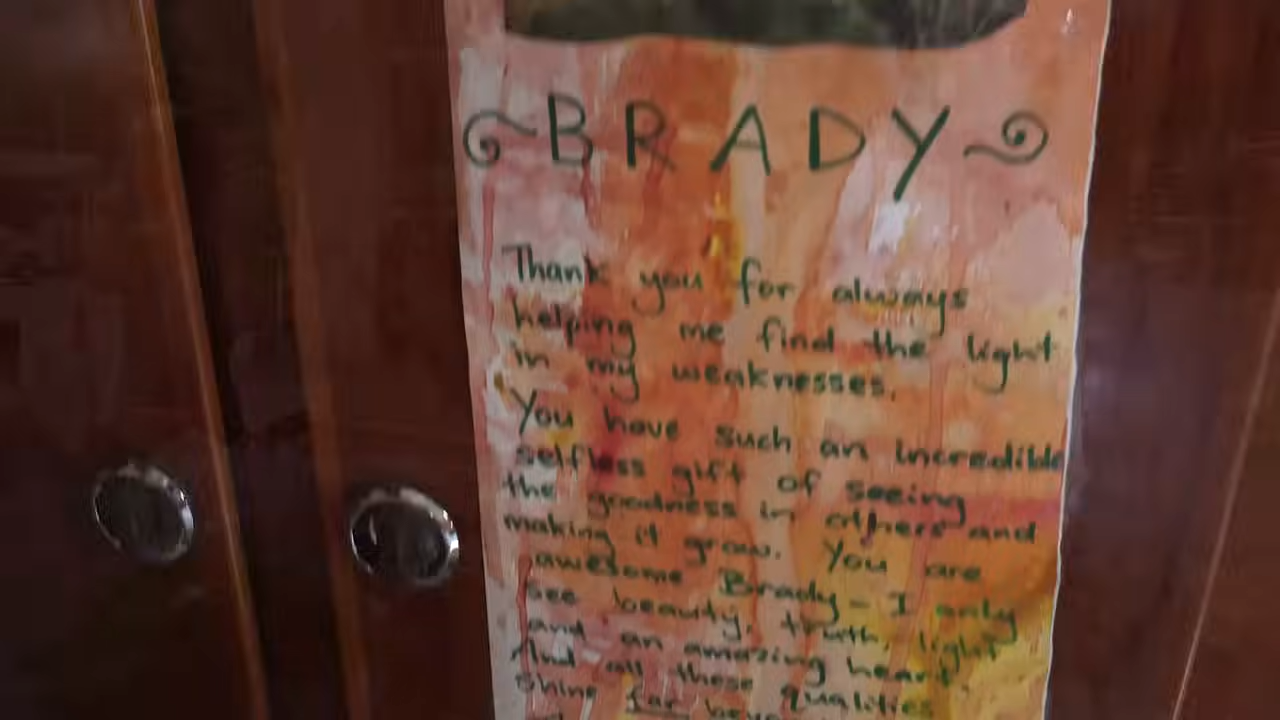 BRADY
Thank you for always
helping me find the light
in my weaknesses.
You have such an incredible
selfless gift of seeing
the goodness in others and
making it grow. You are
awesome Brady - I only
see beauty, truth, light
and an amazing heart.
And all these qualities
shine far